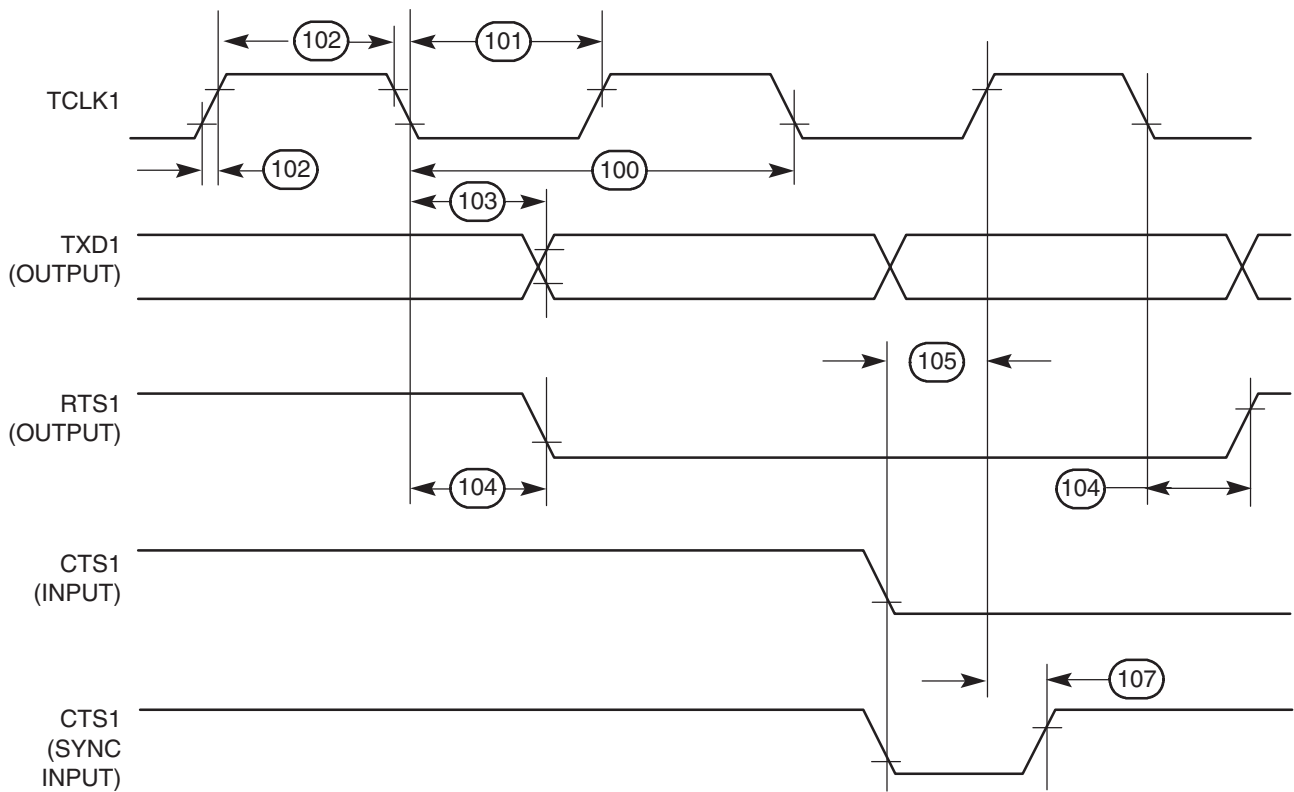 102
101
TCLK1
102
100
103
TXD1
(OUTPUT)
105
RTS1
(OUTPUT)
104
104
CTS1
(INPUT)
107
CTS1
(SYNC
INPUT)